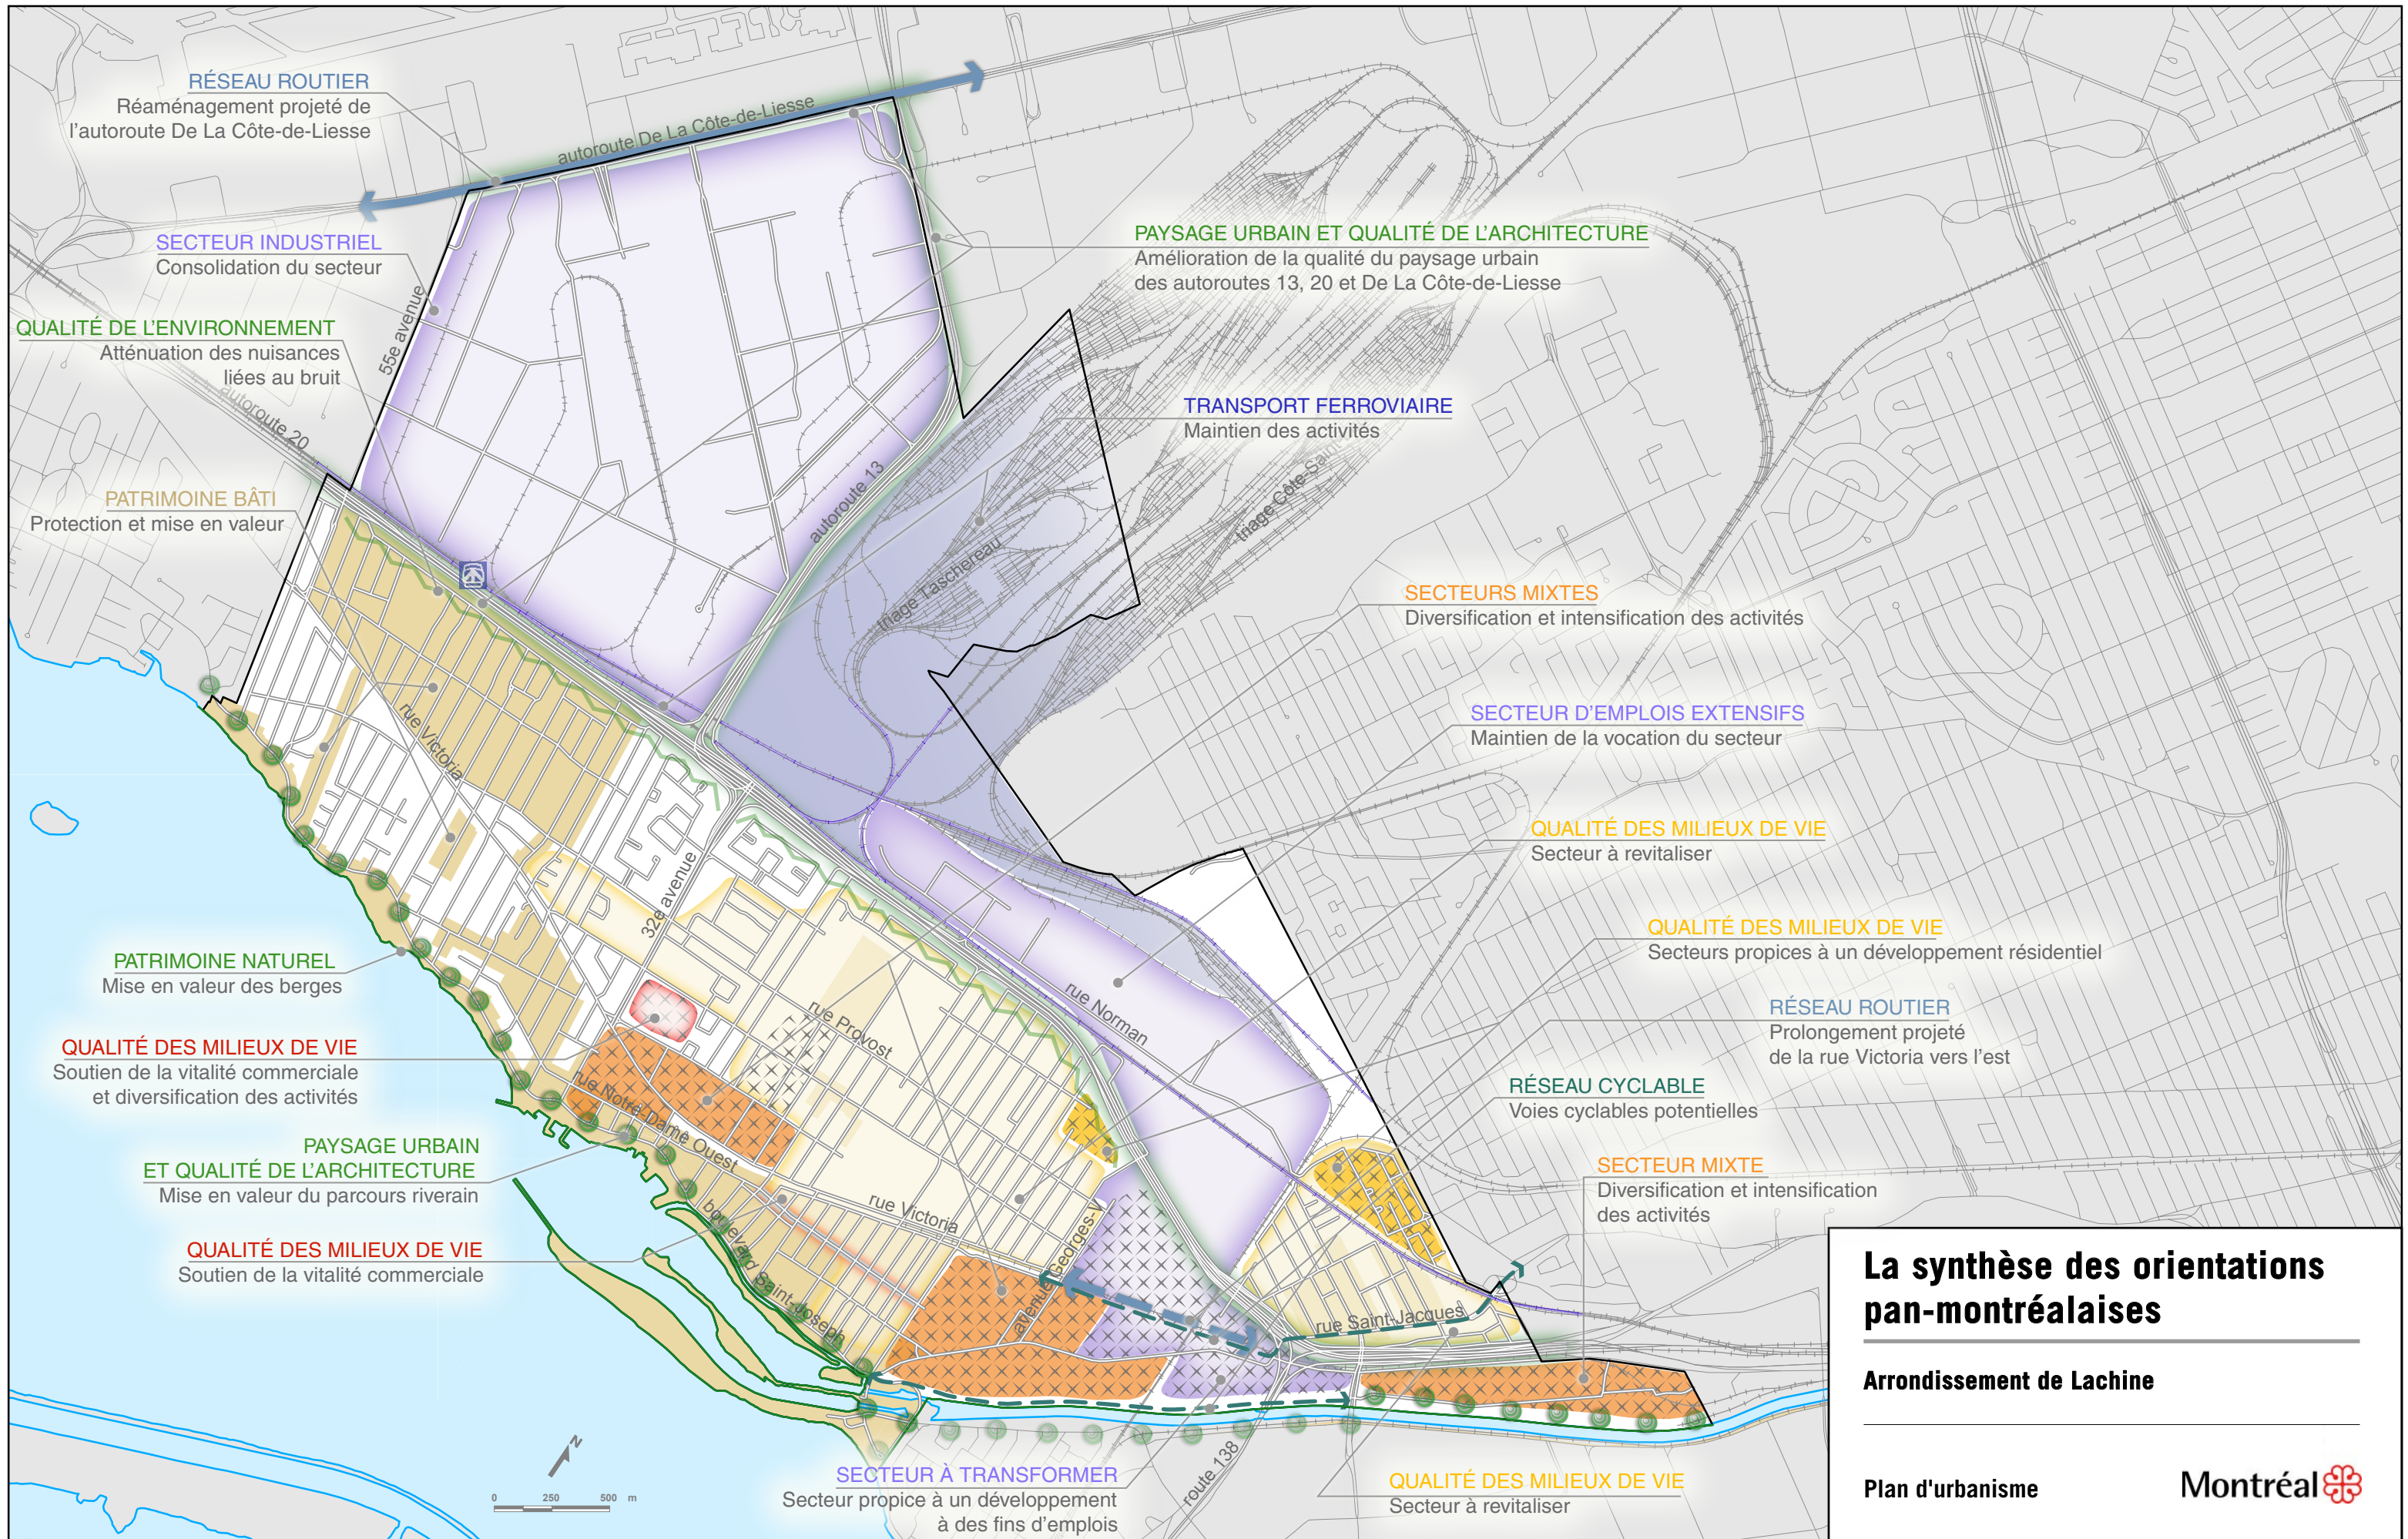 RÉSEAU ROUTIER
Réaménagement projeté de
l'autoroute De La Côte-de-Liesse
autoroute De La Côte-de-Liesse
SECTEUR INDUSTRIEL
Consolidation du secteur
55e avenue
QUALITÉ DE L'ENVIRONNEMENT
Atténuation des nuisances
liées au bruit
autoroute 20
PATRIMOINE BÂTI
Protection et mise en valeur
PAYSAGE URBAIN ET QUALITÉ DE L'ARCHITECTURE
Amélioration de la qualité du paysage urbain
des autoroutes 13, 20 et De La Côte-de-Liesse
TRANSPORT FERROVIAIRE
Maintien des activités
autoroute 13
triage Taschereau
triage Côte-Saint-
SECTEURS MIXTES
Diversification et intensification des activités
SECTEUR D'EMPLOIS EXTENSIFS
Maintien de la vocation du secteur
QUALITÉ DES MILIEUX DE VIE
Secteur à revitaliser
QUALITÉ DES MILIEUX DE VIE
Secteurs propices à un développement résidentiel
RÉSEAU ROUTIER
Prolongement projeté
de la rue Victoria vers l'est
RÉSEAU CYCLABLE
Voies cyclables potentielles
SECTEUR MIXTE
Diversification et intensification
des activités
rue Victoria
32e avenue
rue Provost
rue Norman
PATRIMOINE NATUREL
Mise en valeur des berges
QUALITÉ DES MILIEUX DE VIE
Soutien de la vitalité commerciale
et diversification des activités
rue Notre-Dame Ouest
PAYSAGE URBAIN
ET QUALITÉ DE L'ARCHITECTURE
Mise en valeur du parcours riverain
QUALITÉ DES MILIEUX DE VIE
Soutien de la vitalité commerciale
boulevard Saint-Joseph
rue Victoria
avenue Georges-V
rue Saint-Jacques
N
0 250 500 m
SECTEUR À TRANSFORMER
Secteur propice à un développement
à des fins d'emplois
route 138
QUALITÉ DES MILIEUX DE VIE
Secteur à revitaliser
La synthèse des orientations
pan-montréalaises
Arrondissement de Lachine
Plan d'urbanisme
Montréal